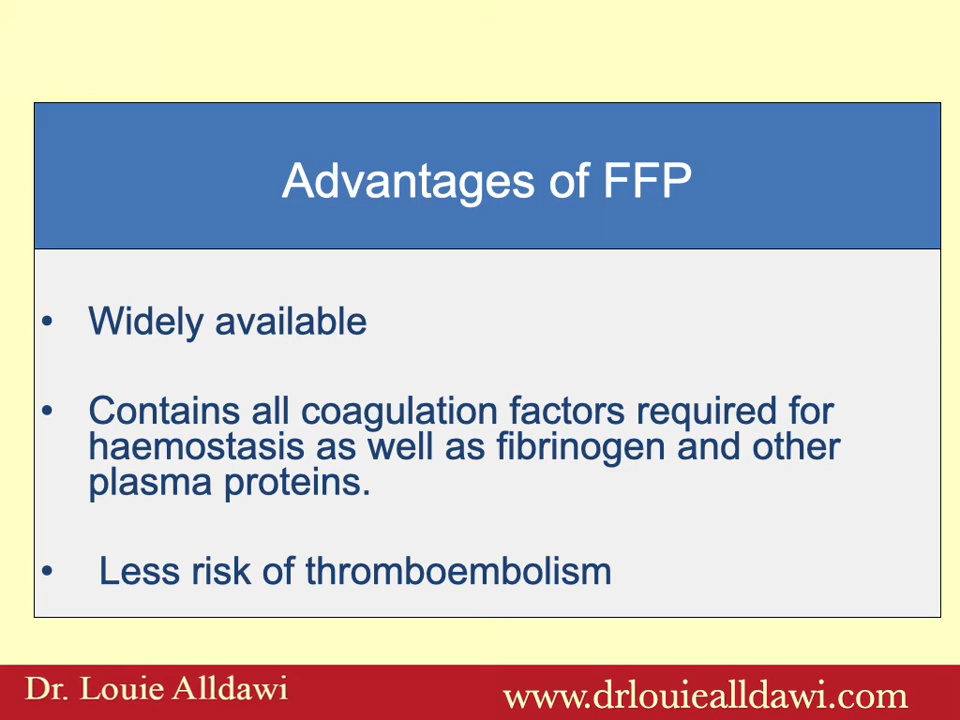 Advantages of FFP
• Widely available
• Contains all coagulation factors required for
haemostasis as well as fibrinogen and other
plasma proteins.
• Less risk of thromboembolism
Dr. Louie Alldawi
www.drlouiealldawi.com